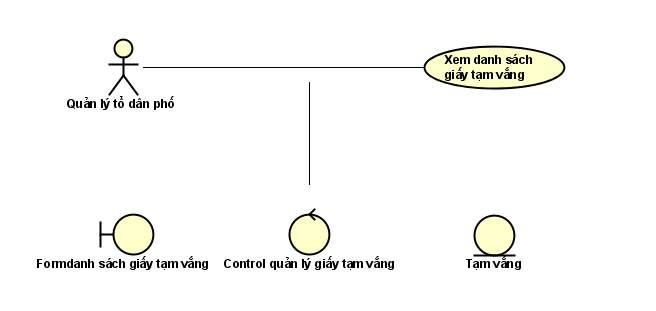 Xem danh sách
giấy tạm vắng
Quản lý tổ dân phố
Formdanh sách giấy tạm vắng
Control quản lý giấy tạm vắng
Tạm vắng